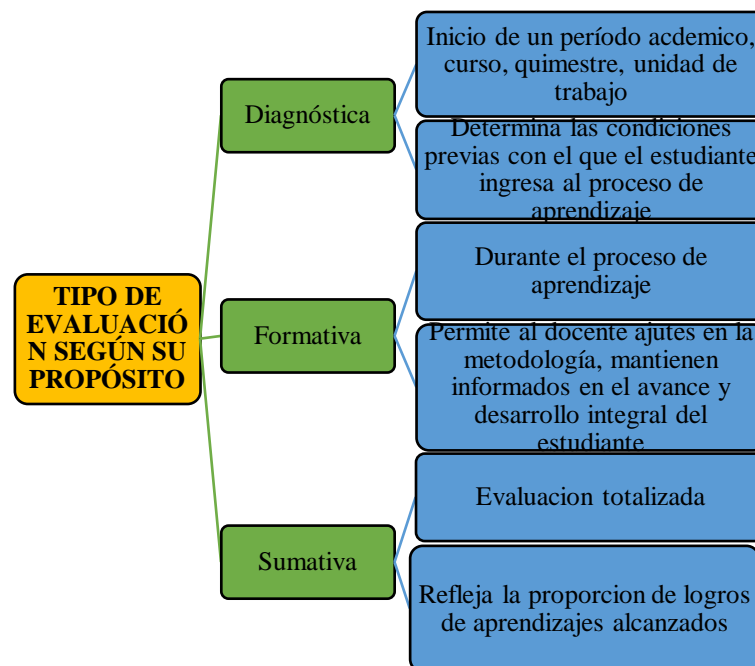 TIPO DE
EVALUACIÓ
N SEGÚN SU
PROPÓSITO
Diagnóstica
Inicio de un período acdemico,
curso, quimestre, unidad de
trabajo
Determina las condiciones
previas con el que el estudiante
ingresa al proceso de
aprendizaje
Formativa
Durante el proceso de
aprendizaje
Permite al docente ajutes en la
metodología, mantienen
informados en el avance y
desarrollo integral del
estudiante
Sumativa
Evaluacion totalizada
Refleja la proporcion de logros
de aprendizajes alcanzados